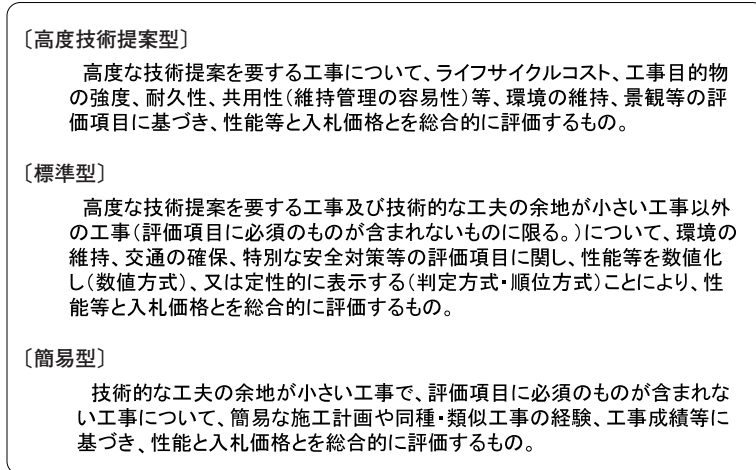 〔高度技術提案型〕
高度な技術提案を要する工事について、ライフサイクルコスト、工事目的物
の強度、耐久性、共用性(維持管理の容易性)等、環境の維持、景観等の評
価項目に基づき、性能等と入札価格とを総合的に評価するもの。
〔標準型〕
高度な技術提案を要する工事及び技術的な工夫の余地が小さい工事以外
の工事(評価項目に必須のものが含まれないものに限る。)について、環境の
維持、交通の確保、特別な安全対策等の評価項目に関し、性能等を数値化
し(数値方式)、又は定性的に表示する(判定方式・順位方式)ことにより、性
能等と入札価格とを総合的に評価するもの。
〔簡易型〕
技術的な工夫の余地が小さい工事で、評価項目に必須のものが含まれな
い工事について、簡易な施工計画や同種・類似工事の経験、工事成績等に
基づき、性能と入札価格とを総合的に評価するもの。